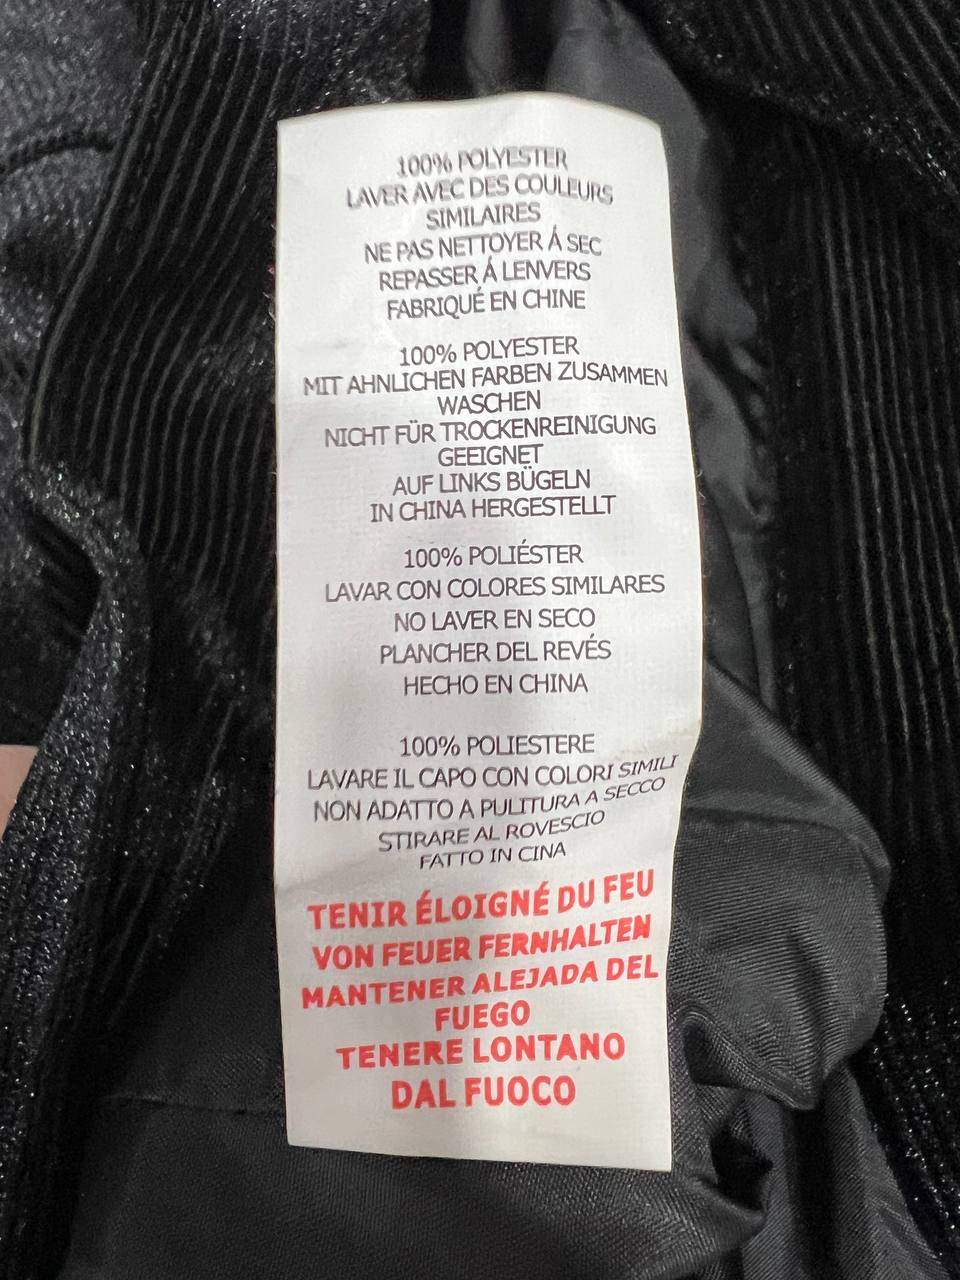 100% POLYESTER
LAVER AVEC DES COULEURS
SIMILAIRES
NE PAS NETTOYER Á SEC
REPASSER Á LENVERS
FABRIQUÉ EN CHINE
100% POLYESTER
MIT AHNLICHEN FARBEN ZUSAMMEN
WASCHEN
NICHT FÜR TROCKENREINIGUNG
GEEIGNET
AUF LINKS BÜGELN
IN CHINA HERGESTELLT
100% POLIÉSTER
LAVAR CON COLORES SIMILARES
NO LAVER EN SECO
PLANCHER DEL REVÉS
HECHO EN CHINA
100% POLIESTERE
LAVARE IL CAPO CON COLORI SIMILI
NON ADATTO A PULITURA A SECCO
STIRARE AL ROVESCIO
FATTO IN CINA
TENIR ÉLOIGNÉ DU FEU
VON FEUER FERNHALTEN
MANTENER ALEJADA DEL
FUEGO
TENERE LONTANO
DAL FUOCO